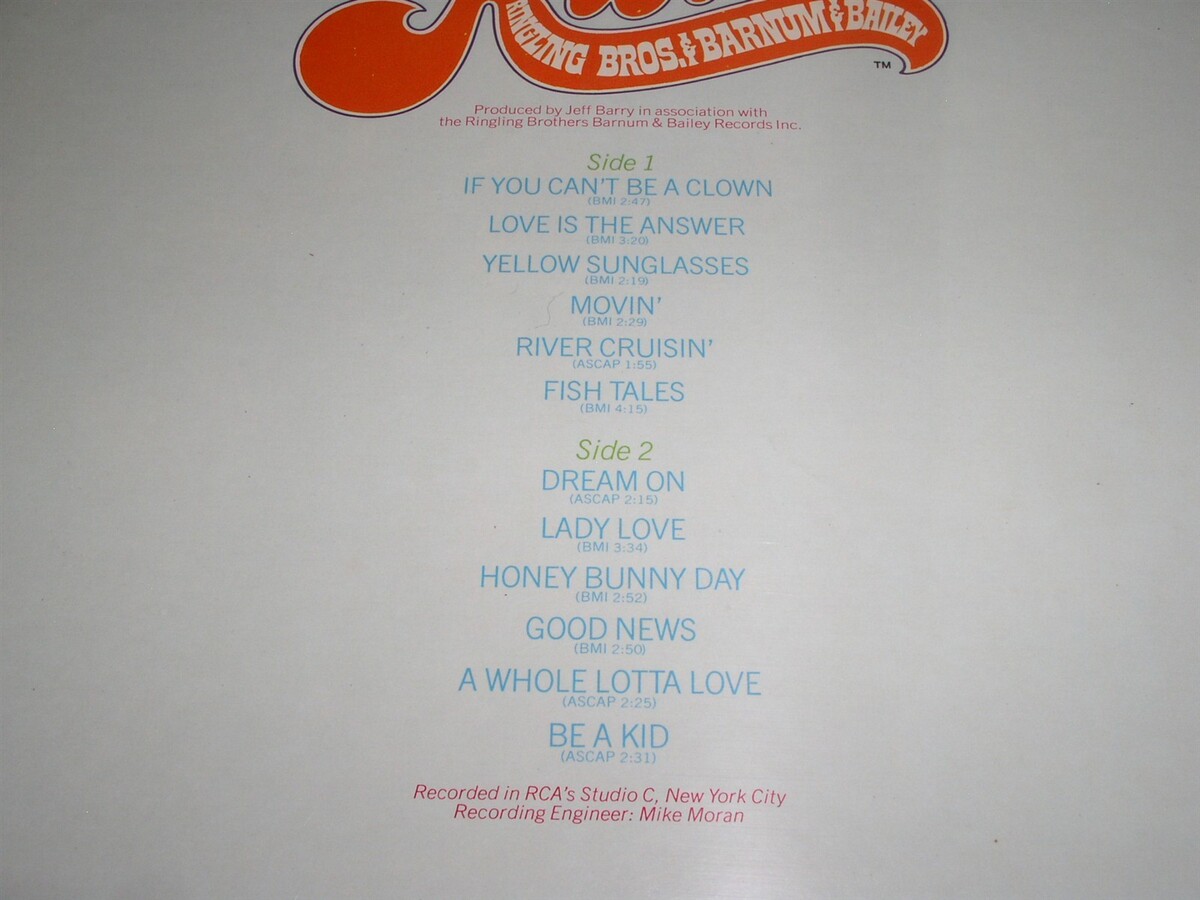 RINGLING BROS. & BARNUM & BAILEY
TM
Produced by Jeff Barry in association with
the Ringling Brothers Barnum & Bailey Records Inc.
Side 1
IF YOU CAN'T BE A CLOWN
(BMI 2:47)
LOVE IS THE ANSWER
(BMI 3:20)
YELLOW SUNGLASSES
(BMI 2:19)
MOVIN'
(BMI 2:29)
RIVER CRUISIN'
(ASCAP 1:55)
FISH TALES
(BMI 4:15)
Side 2
DREAM ON
(ASCAP 2:15)
LADY LOVE
(BMI 3:34)
HONEY BUNNY DAY
(BMI 2:52)
GOOD NEWS
(BMI 2:50)
A WHOLE LOTTA LOVE
(ASCAP 2:25)
BE A KID
(ASCAP 2:31)
Recorded in RCA's Studio C, New York City
Recording Engineer: Mike Moran